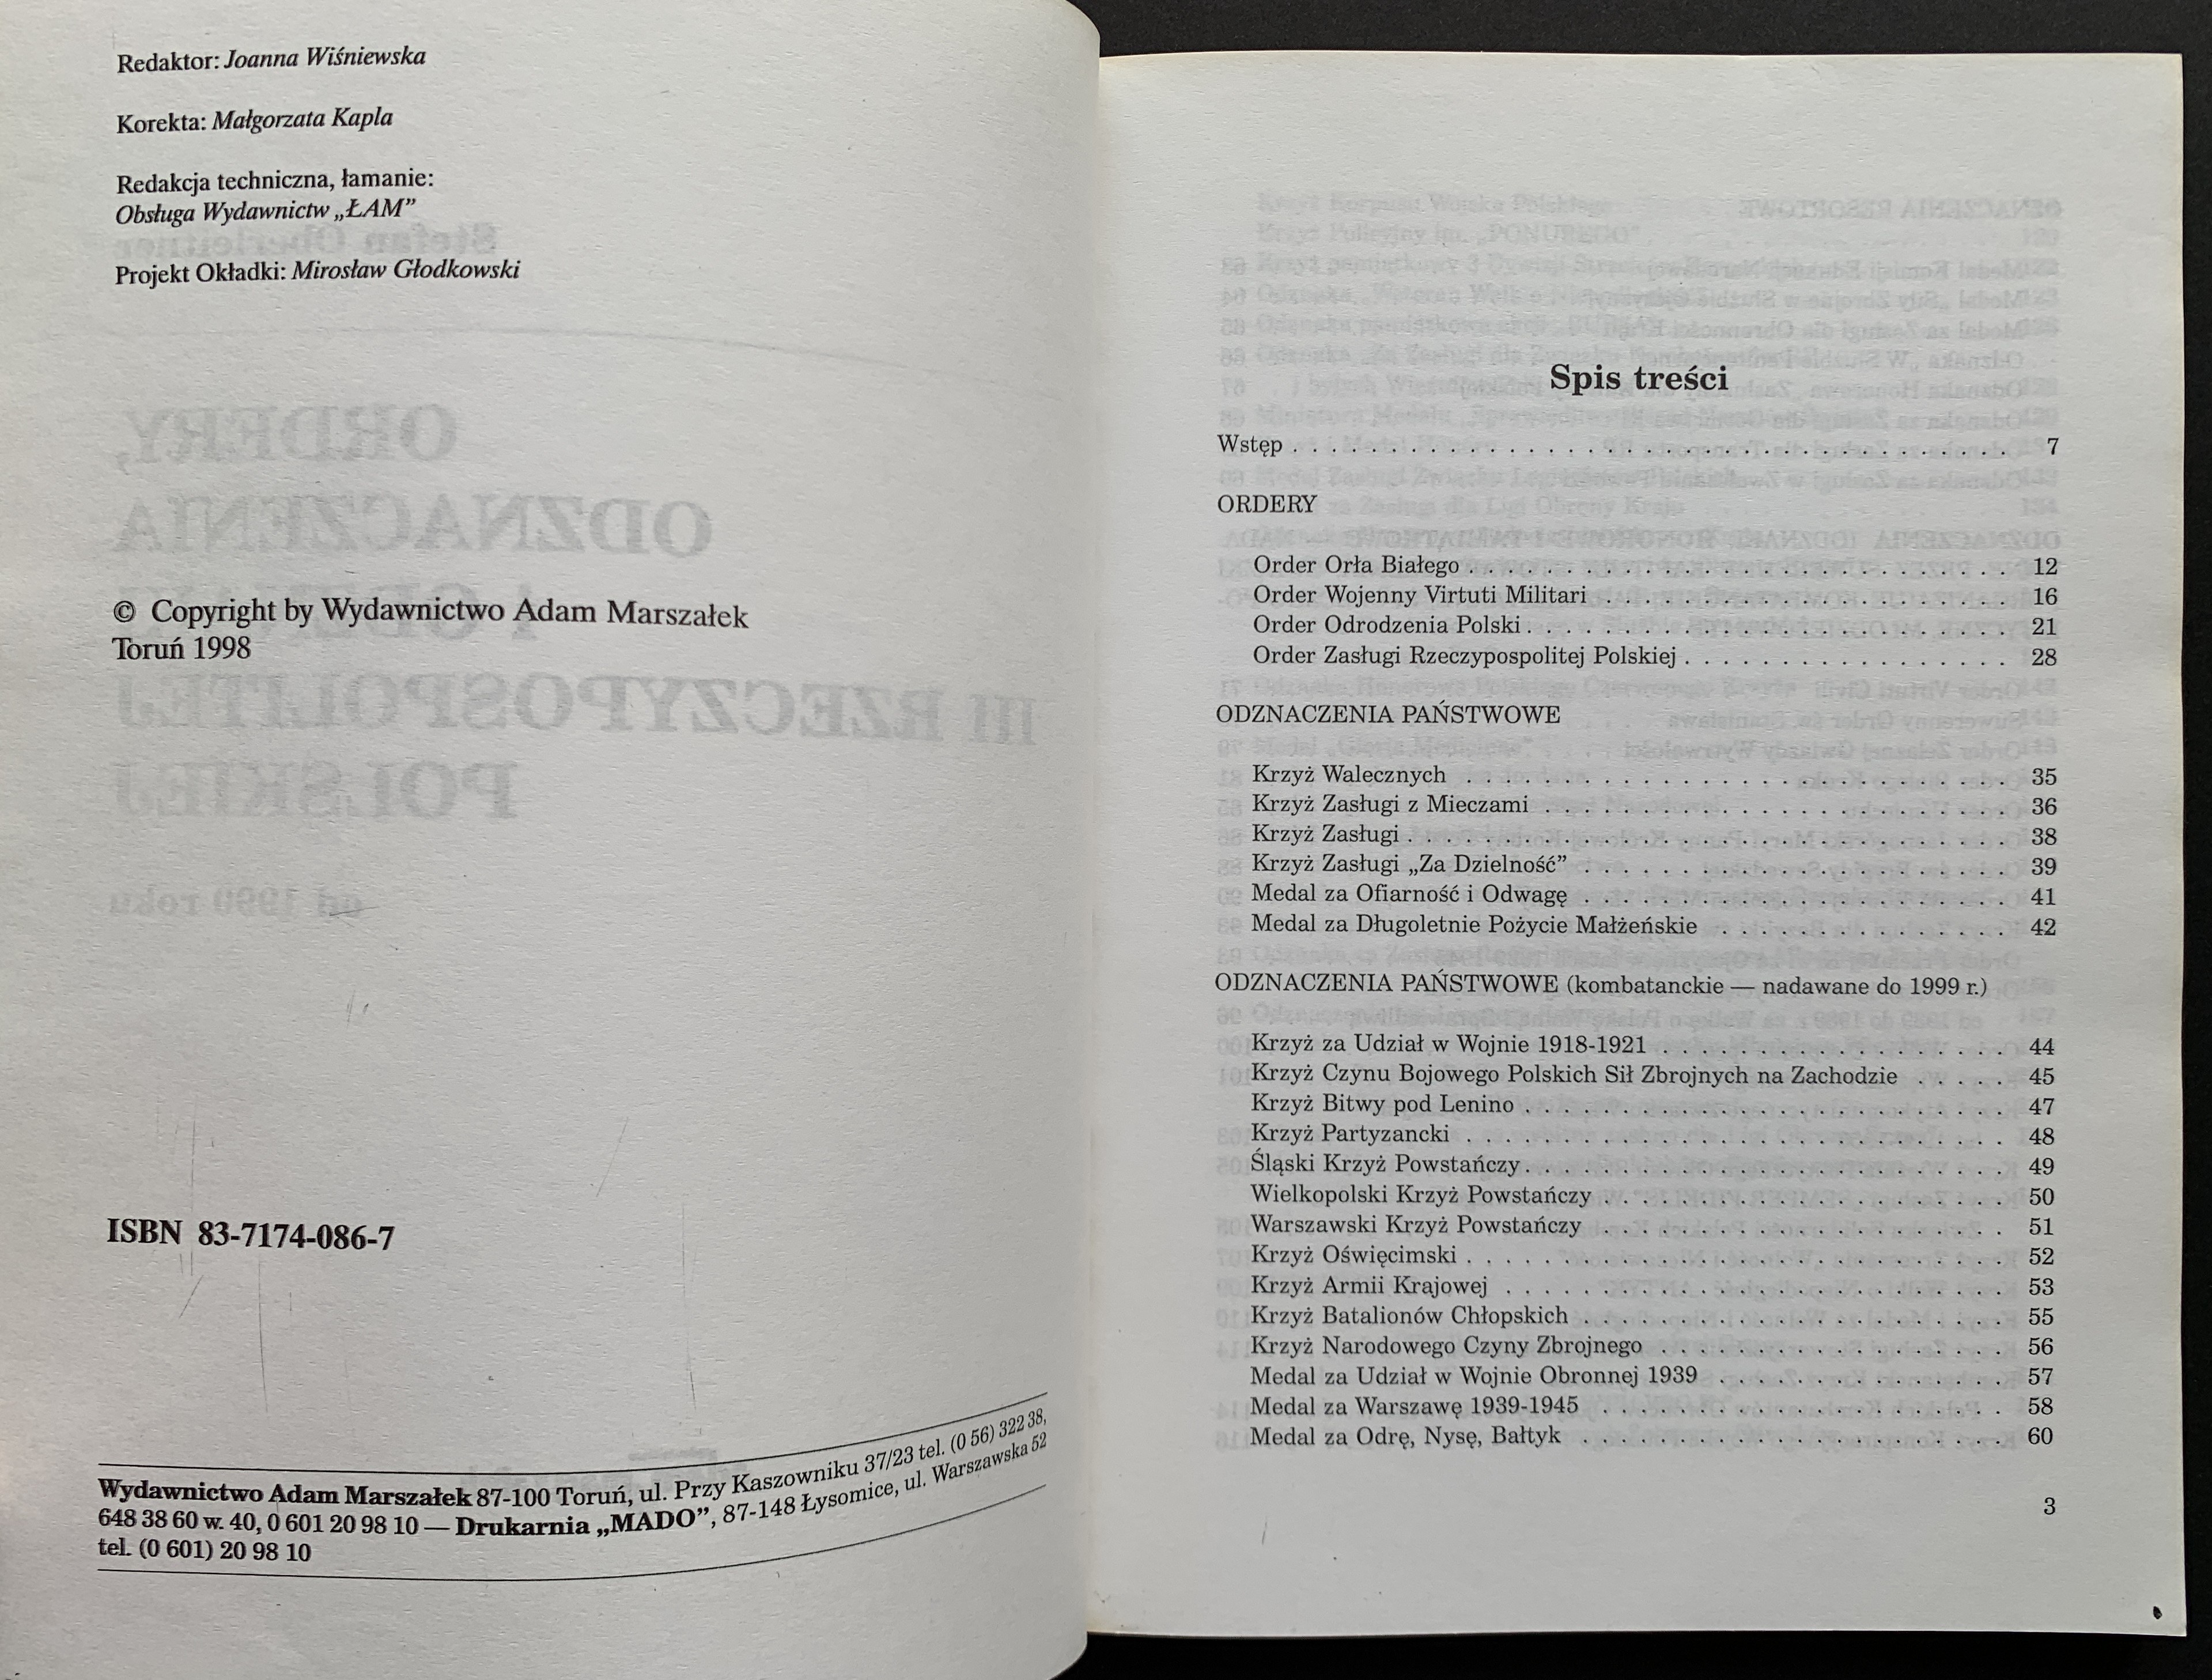 Redaktor: Joanna Wiśniewska
Korekta: Małgorzata Kapla
Redakcja techniczna, łamanie:
Obsługa Wydawnictw „ŁAM”
Projekt Okładki: Mirosław Głodkowski
© Copyright by Wydawnictwo Adam Marszałek
Toruń 1998
ISBN 83-7174-086-7
Wydawnictwo Adam Marszałek 87-100 Toruń, ul. Przy Kaszowniku 37/23 tel. (0 56) 322 38,
648 38 60 w. 40, 0 601 20 98 10 — Drukarnia „MADO”, 87-148 Łysomice, ul. Warszawska 52
tel. (0 601) 20 98 10
Spis treści
Wstęp . . . . . . . . . . 7
ORDERY
Order Orła Białego . . . . . . . . . . 12
Order Wojenny Virtuti Militari . . . . . . . . . . 16
Order Odrodzenia Polski . . . . . . . . . . 21
Order Zasługi Rzeczypospolitej Polskiej . . . . . . . . . . 28
ODZNACZENIA PAŃSTWOWE
Krzyż Walecznych . . . . . . . . . . 35
Krzyż Zasługi z Mieczami . . . . . . . . . . 36
Krzyż Zasługi . . . . . . . . . . 38
Krzyż Zasługi „Za Dzielność” . . . . . . . . . . 39
Medal za Ofiarność i Odwagę . . . . . . . . . . 41
Medal za Długoletnie Pożycie Małżeńskie . . . . . . . . . . 42
ODZNACZENIA PAŃSTWOWE (kombatanckie — nadawane do 1999 r.)
Krzyż za Udział w Wojnie 1918-1921 . . . . . . . . . . 44
Krzyż Czynu Bojowego Polskich Sił Zbrojnych na Zachodzie . . . . . 45
Krzyż Bitwy pod Lenino . . . . . . . . . . 47
Krzyż Partyzancki . . . . . . . . . . 48
Śląski Krzyż Powstańczy . . . . . . . . . . 49
Wielkopolski Krzyż Powstańczy . . . . . . . . . . 50
Warszawski Krzyż Powstańczy . . . . . . . . . . 51
Krzyż Oświęcimski . . . . . . . . . . 52
Krzyż Armii Krajowej . . . . . . . . . . 53
Krzyż Batalionów Chłopskich . . . . . . . . . . 55
Krzyż Narodowego Czyny Zbrojnego . . . . . . . . . . 56
Medal za Udział w Wojnie Obronnej 1939 . . . . . . . . . . 57
Medal za Warszawę 1939-1945 . . . . . . . . . . 58
Medal za Odrę, Nysę, Bałtyk . . . . . . . . . . 60
3